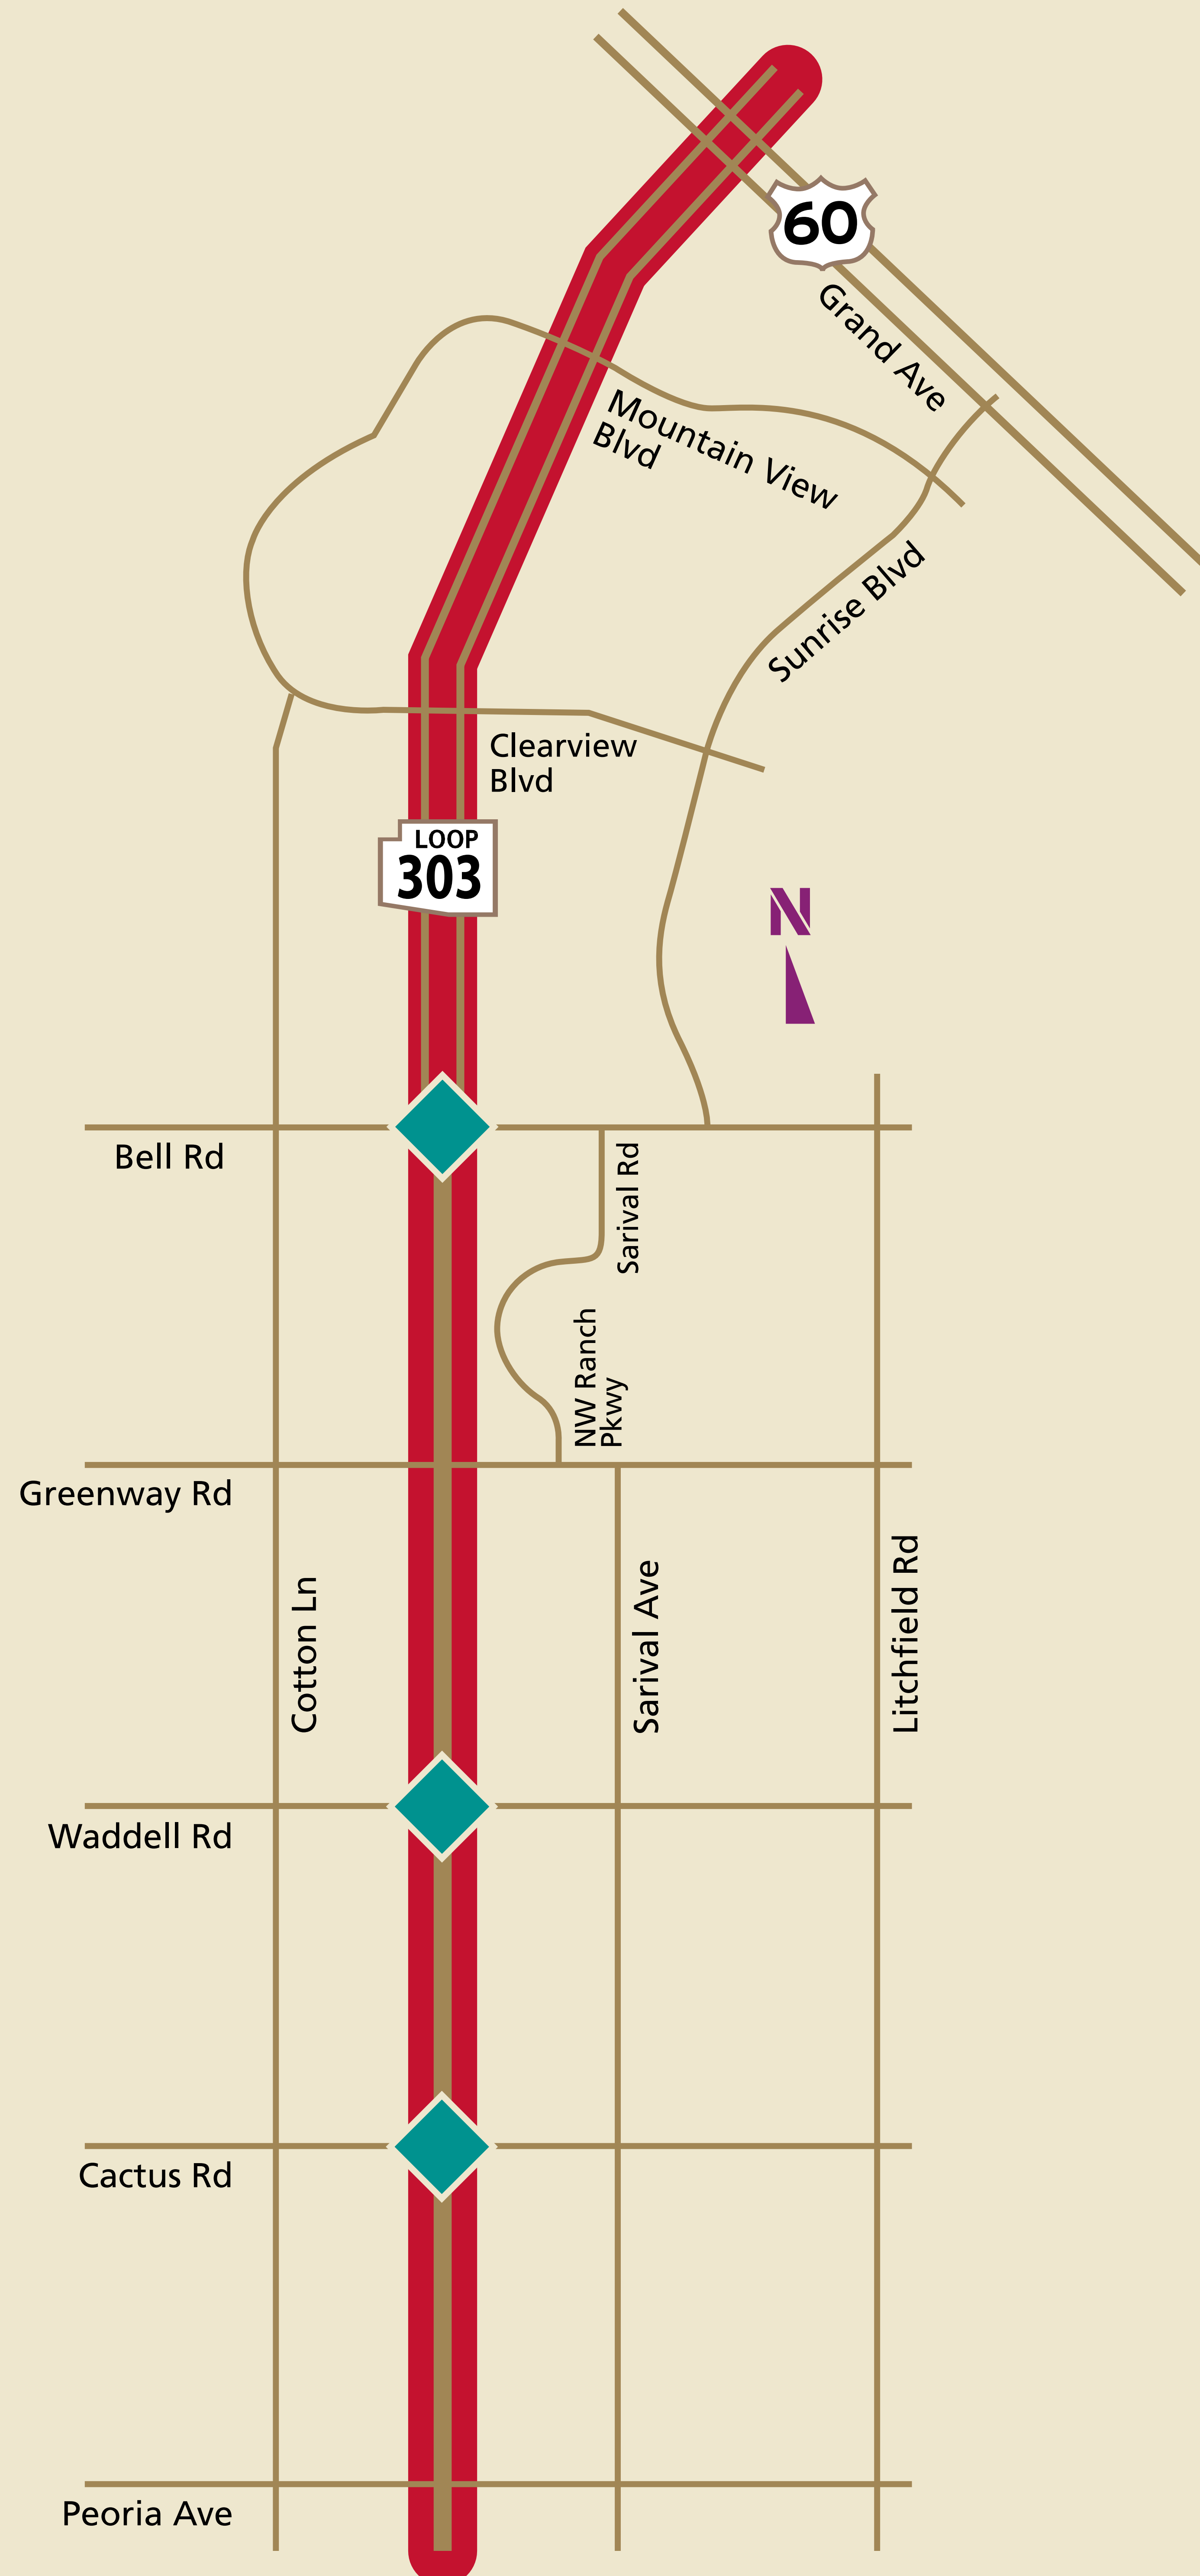 60
Grand Ave
Mountain View
Blvd
Sunrise Blvd
Clearview
Blvd
LOOP
303
N
Bell Rd
Sarival Rd
NW Ranch
Pkwy
Greenway Rd
Cotton Ln
Sarival Ave
Litchfield Rd
Waddell Rd
Cactus Rd
Peoria Ave